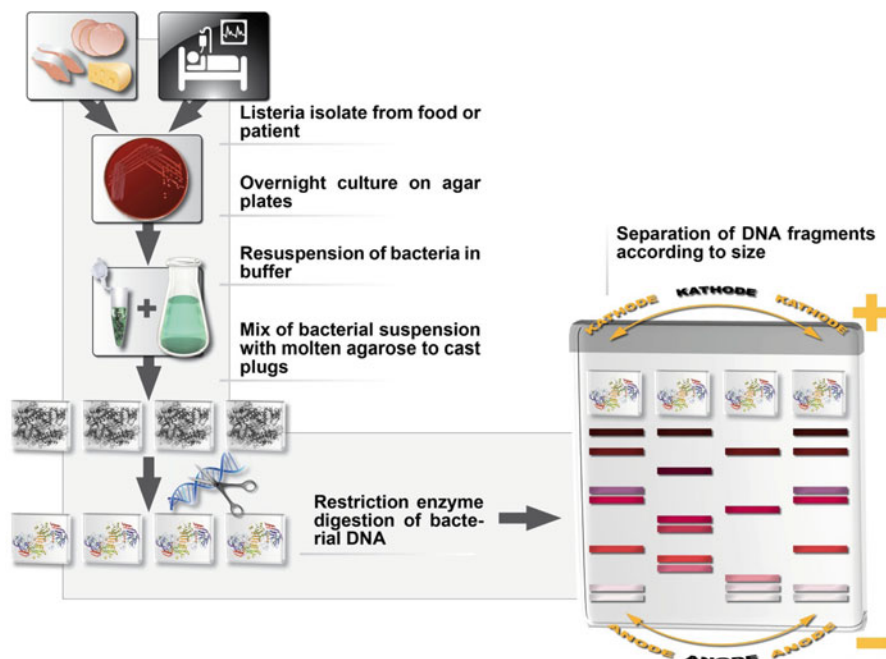 Listeria isolate from food or
patient
Overnight culture on agar
plates
Resuspension of bacteria in
buffer
Mix of bacterial suspension
with molten agarose to cast
plugs
Restriction enzyme
digestion of bacte-
rial DNA
Separation of DNA fragments
according to size
KATHODE KATHODE KATHODE
+
+
ANODE ANODE ANODE
−